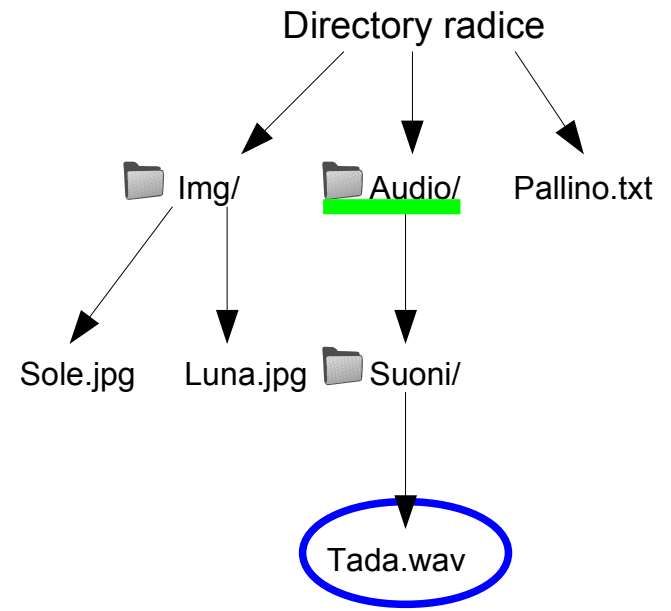 Directory radice
Img/
Audio/
Pallino.txt
Sole.jpg
Luna.jpg
Suoni/
Tada.wav